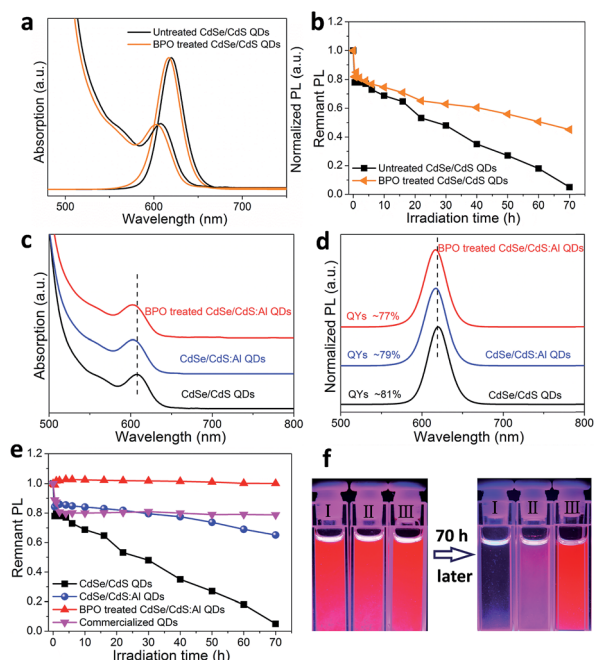 a
Untreated CdSe/CdS QDs
BPO treated CdSe/CdS QDs
Absorption (a.u.)
Normalized PL (a.u.)
500 600 700
Wavelength (nm)
b
1.2
1.0
0.8
0.6
0.4
0.2
0.0
Remnant PL
Untreated CdSe/CdS QDs
BPO treated CdSe/CdS QDs
0 10 20 30 40 50 60 70
Irradiation time (h)
c
Absorption (a.u.)
BPO treated CdSe/CdS:Al QDs
CdSe/CdS:Al QDs
CdSe/CdS QDs
500 600 700 800
Wavelength (nm)
d
Normalized PL (a.u.)
BPO treated CdSe/CdS:Al QDs
QYs ~77%
QYs ~79% CdSe/CdS:Al QDs
QYs ~81% CdSe/CdS QDs
500 600 700 800
Wavelength (nm)
e
1.4
1.2
1.0
0.8
0.6
0.4
0.2
0.0
Remnant PL
CdSe/CdS QDs
CdSe/CdS:Al QDs
BPO treated CdSe/CdS:Al QDs
Commercialized QDs
0 10 20 30 40 50 60 70
Irradiation time (h)
f
I II III
70 h
later
I II III